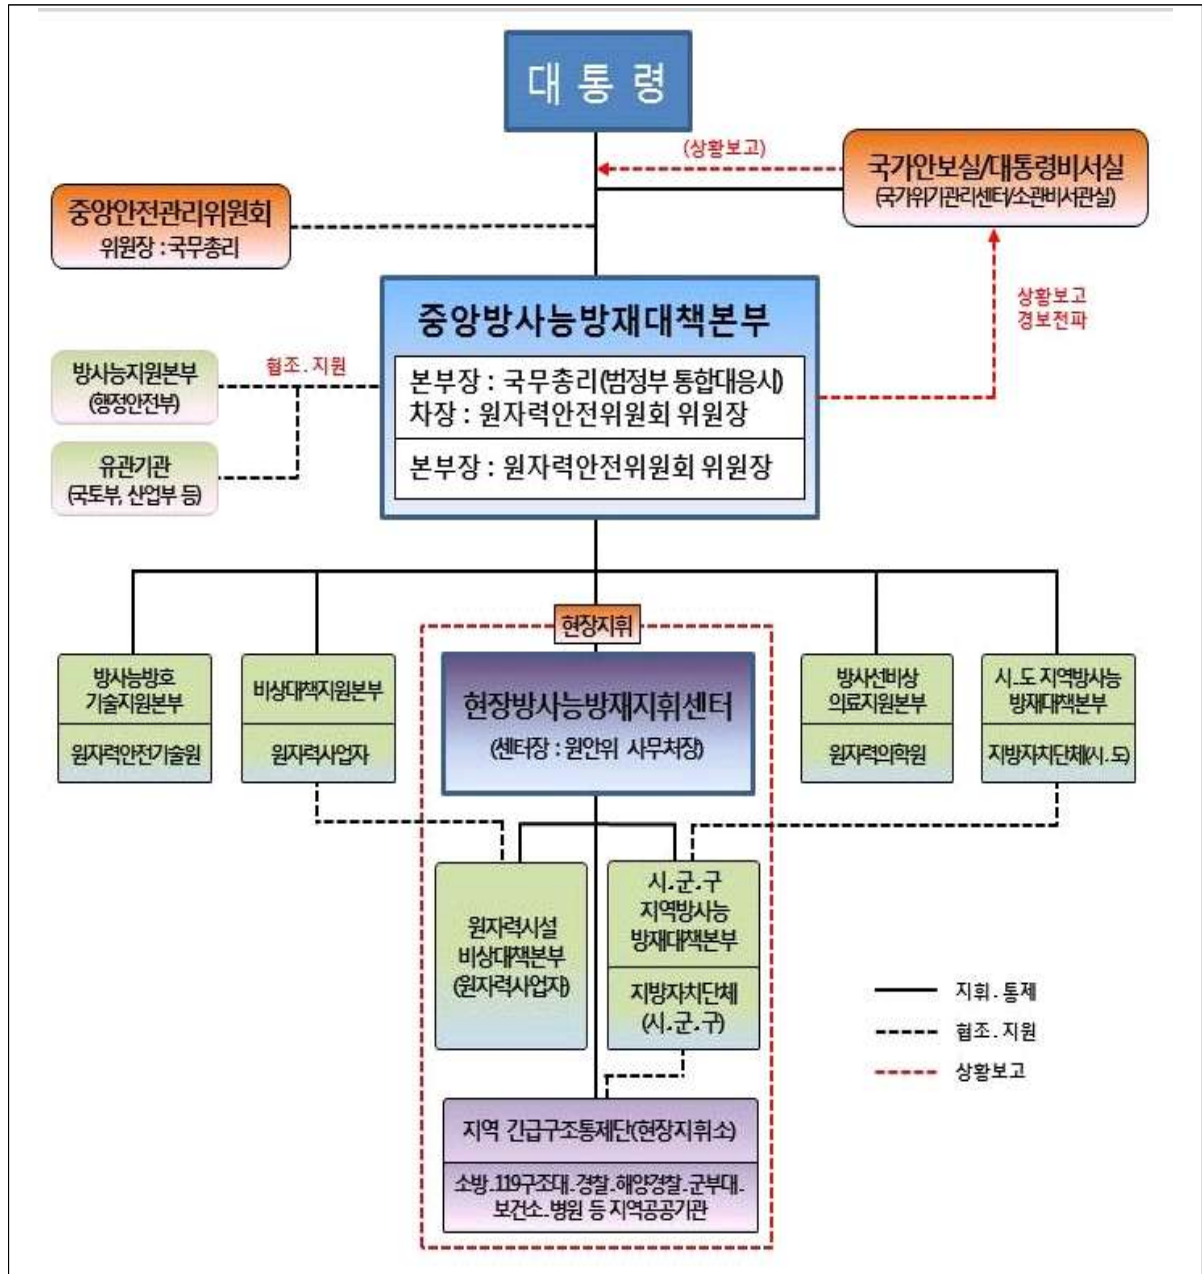 대 통 령
(상황보고)
국가안보실/대통령비서실
(국가위기관리센터/소관비서관실)
중앙안전관리위원회
위원장 : 국무총리
상황보고
경보전파
중앙방사능방재대책본부
본부장 : 국무총리(범정부 통합대응시)
차장 : 원자력안전위원회 위원장
본부장 : 원자력안전위원회 위원장
방사능지원본부
(행정안전부)
협조.지원
유관기관
(국토부, 산업부 등)
현장지휘
방사능방호
기술지원본부
원자력안전기술원
비상대책지원본부
원자력사업자
현장방사능방재지휘센터
(센터장 : 원안위 사무처장)
방사선비상
의료지원본부
원자력의학원
시.도 지역방사능
방재대책본부
지방자치단체(시.도)
원자력시설
비상대책본부
(원자력사업자)
시.군.구
지역방사능
방재대책본부
지방자치단체
(시.군.구)
지휘.통제
협조.지원
상황보고
지역 긴급구조통제단(현장지휘소)
소방.119구조대.경찰.해양경찰.군부대.
보건소.병원 등 지역공공기관